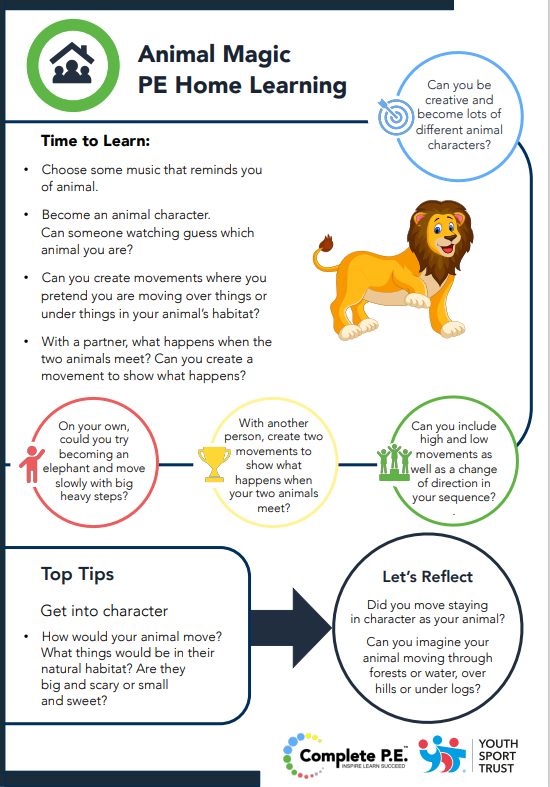 Animal Magic
PE Home Learning
Can you be
creative and
become lots of
different animal
characters?
Time to Learn:
• Choose some music that reminds you
of animal.
• Become an animal character.
Can someone watching guess which
animal you are?
• Can you create movements where you
pretend you are moving over things or
under things in your animal's habitat?
• With a partner, what happens when the
two animals meet? Can you create a
movement to show what happens?
On your own,
could you try
becoming an
elephant and move
slowly with big
heavy steps?
With another
person, create two
movements to
show what
happens when
your two animals
meet?
Can you include
high and low
movements as
well as a change
of direction in
your sequence?
.
Top Tips
Get into character
• How would your animal move?
What things would be in their
natural habitat? Are they
big and scary or small
and sweet?
Let's Reflect
Did you move staying
in character as your animal?
Can you imagine your
animal moving through
forests or water, over
hills or under logs?
Complete P.E.™
INSPIRE LEARN SUCCEED
YOUTH
SPORT
TRUST